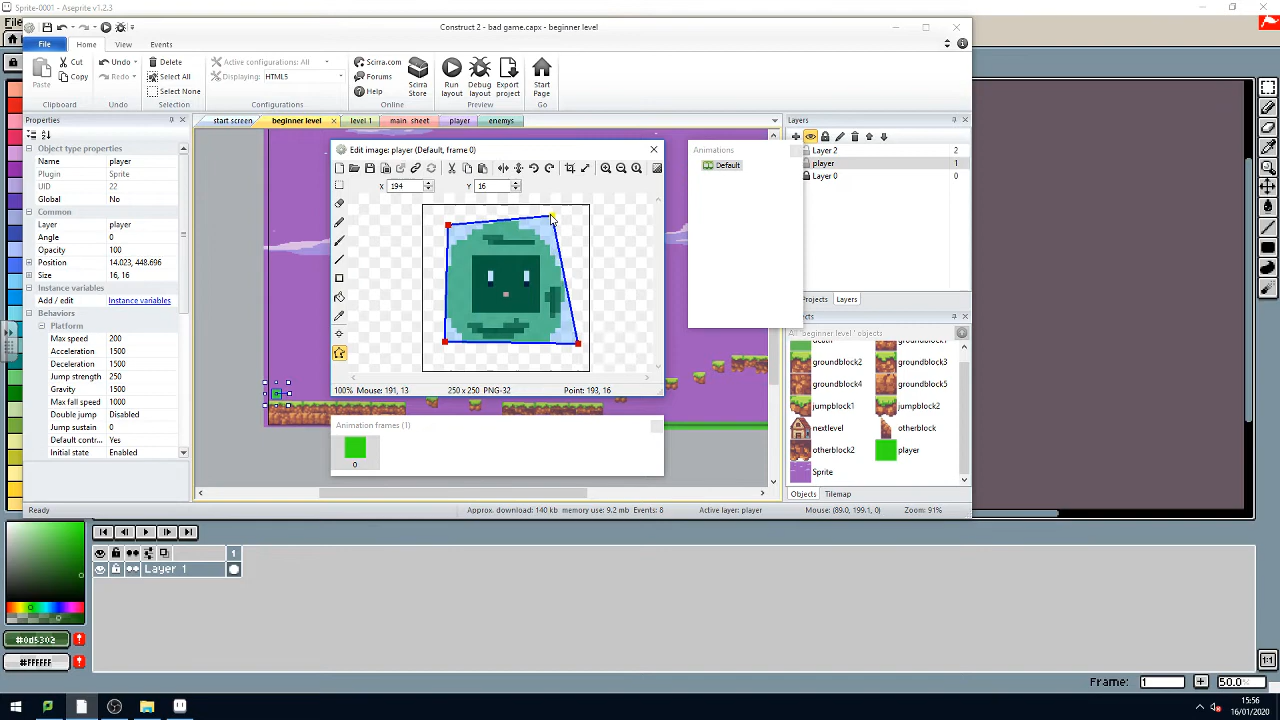 Sprite-0001 - Aseprite v1.2.3
Construct 2 - bad game.capx - beginner level
File
File Home View Events
Paste Cut Copy
Undo Redo
Delete Select All Select None
Active configurations: All
Displaying: HTML5
Scirra.com Forums Help
Scirra Store
Run layout Debug layout Export project
Start Page
Clipboard Undo Selection Configurations Online Preview Go
Properties
start screen beginner level level 1 main sheet player enemys
Layers
Object type properties
Name player
Plugin Sprite
UID 22
Global No
Common
Layer player
Angle 0
Opacity 100
Position 14.023, 448.696
Size 16, 16
Instance variables
Add / edit Instance variables
Behaviors
Platform
Max speed 200
Acceleration 1500
Deceleration 1500
Jump strength 250
Gravity 1500
Max fall speed 1000
Double jump Disabled
Jump sustain 0
Default contr... Yes
Initial state Enabled
Edit image: player (Default, frame 0)
X 194 Y 16
100% Mouse: 191, 13 250 x 250 PNG-32 Point: 193, 16
Animation frames (1)
0
Animations
Default
Layer 2 2
player 1
Layer 0 0
Projects Layers
groundblock2 groundblock3
groundblock4 groundblock5
jumpblock1 jumpblock2
nextlevel otherblock
otherblock2 player
Sprite
Objects Tilemap
Ready
Approx. download: 140 kb memory use: 9.2 mb Events: 8 Active layer: player Mouse: (89.0, 199.1, 0) Zoom: 91%
1
Layer 1
#0d5302
#FFFFFF
1:1
Frame: 1 50.0%
15:56
16/01/2020